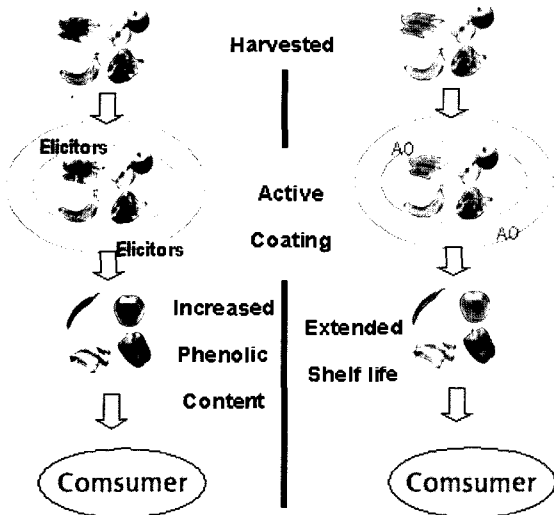 Harvested
Elicitors
AO
Active
Coating
AO
Elicitors
Increased
Phenolic
Content
Extended
Shelf life
Comsumer
Comsumer